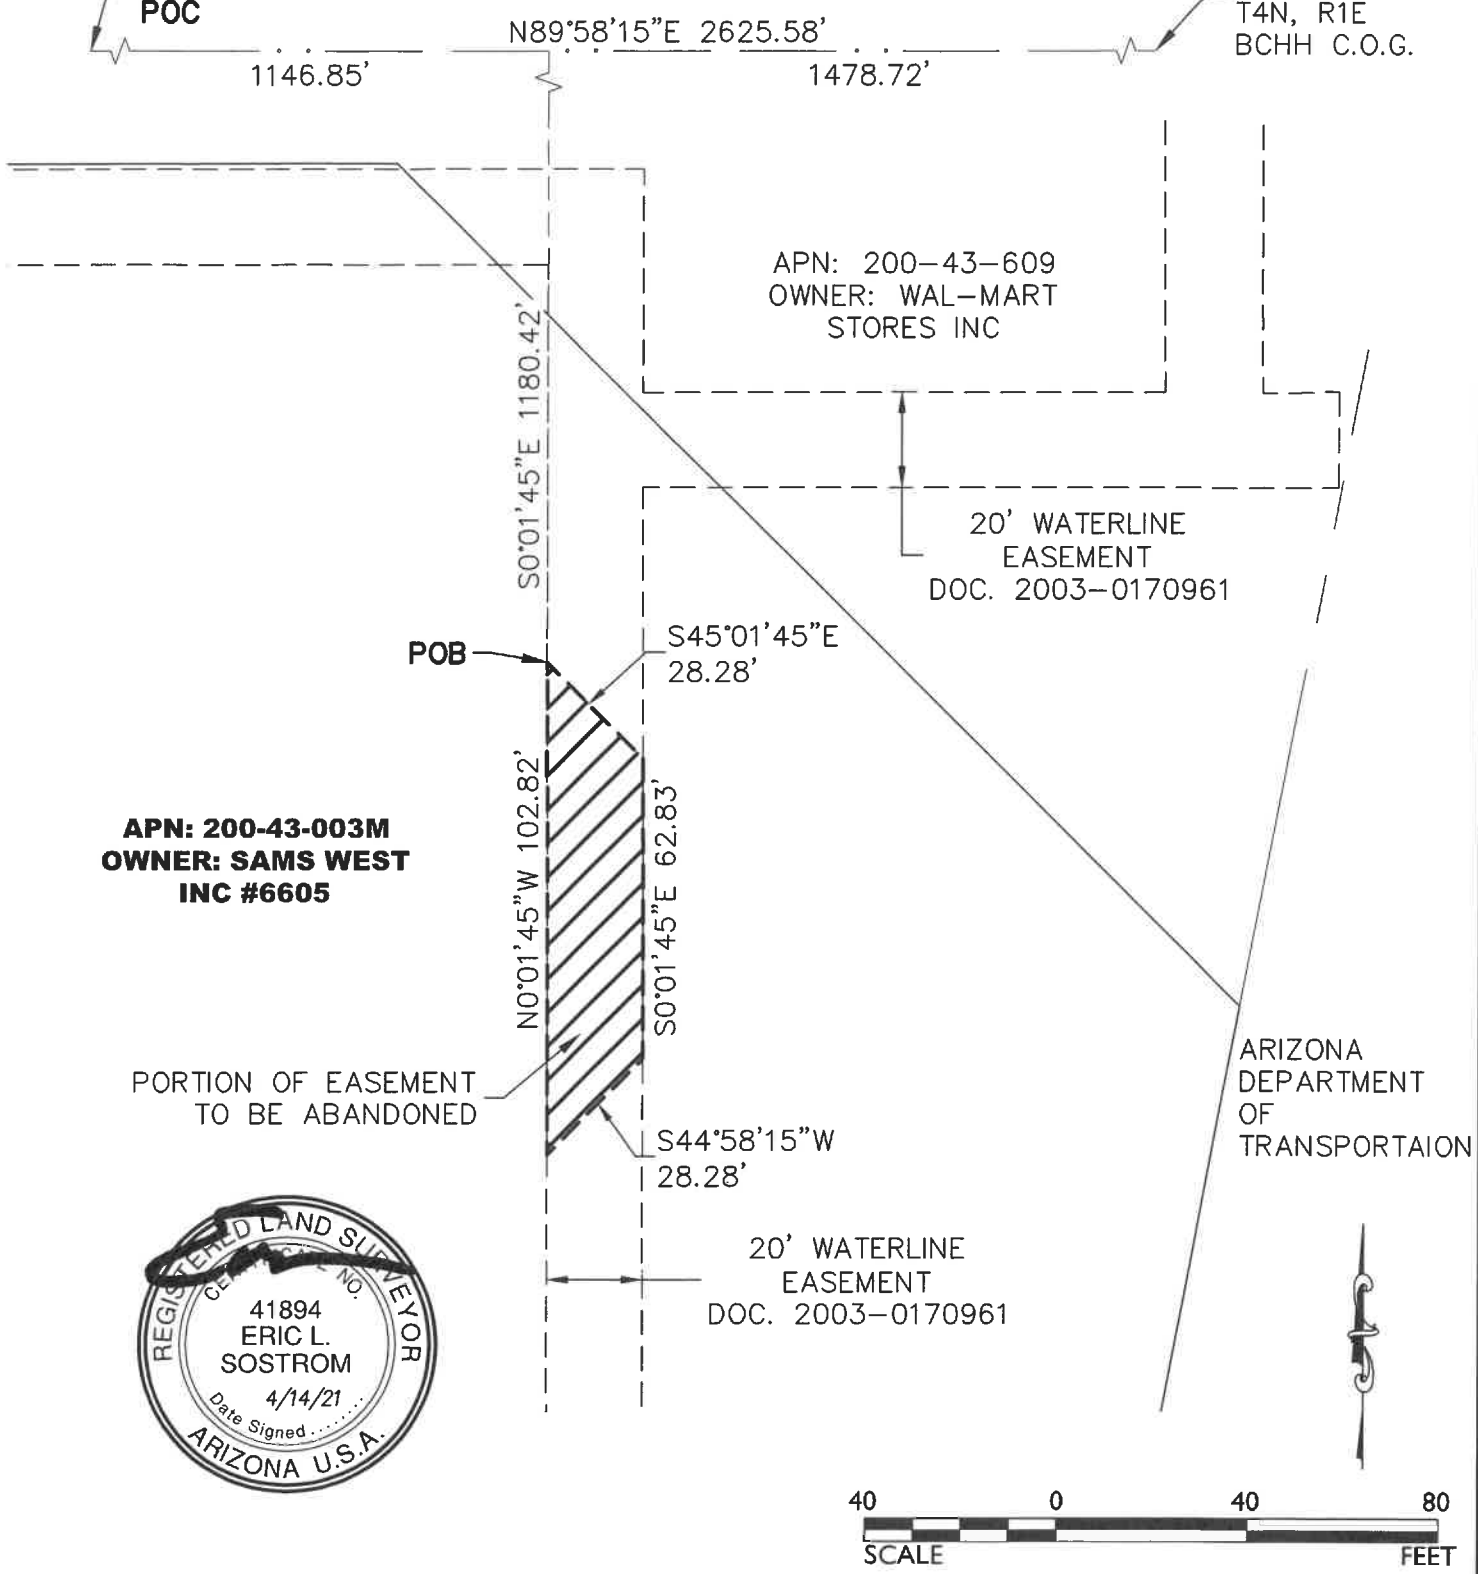 POC
N89°58'15"E 2625.58'
1146.85'
1478.72'
T4N, R1E
BCHH C.O.G.
APN: 200-43-609
OWNER: WAL-MART
STORES INC
S0°01'45"E 1180.42'
20' WATERLINE
EASEMENT
DOC. 2003-0170961
POB
S45°01'45"E
28.28'
APN: 200-43-003M
OWNER: SAMS WEST
INC #6605
N0°01'45"W 102.82'
S0°01'45"E 62.83'
PORTION OF EASEMENT
TO BE ABANDONED
S44°58'15"W
28.28'
ARIZONA
DEPARTMENT
OF
TRANSPORTAION
20' WATERLINE
EASEMENT
DOC. 2003-0170961
REGISTERED LAND SURVEYOR
NO.
41894
ERIC L.
SOSTROM
4/14/21
Date Signed ........
ARIZONA U.S.A.
40 0 40 80
SCALE FEET